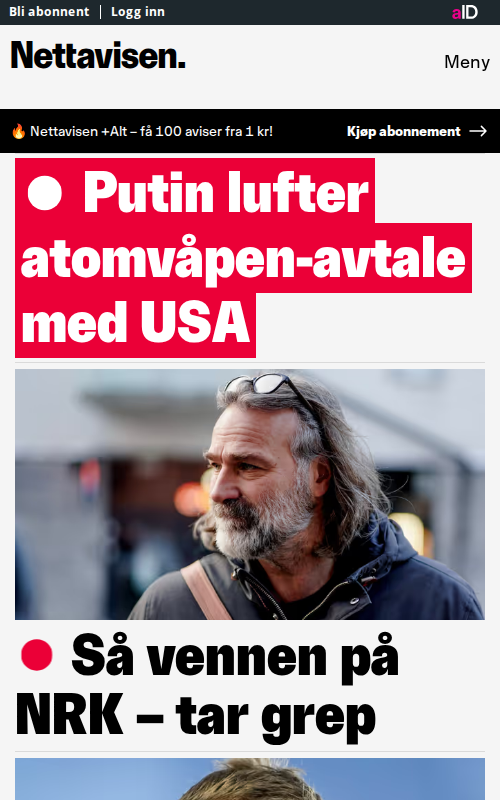 Bli abonnent | Logg inn
aID
Nettavisen.
Meny
🔥 Nettavisen +Alt – få 100 aviser fra 1 kr!
Kjøp abonnement →
Putin lufter
atomvåpen-avtale
med USA
Så vennen på
NRK – tar grep